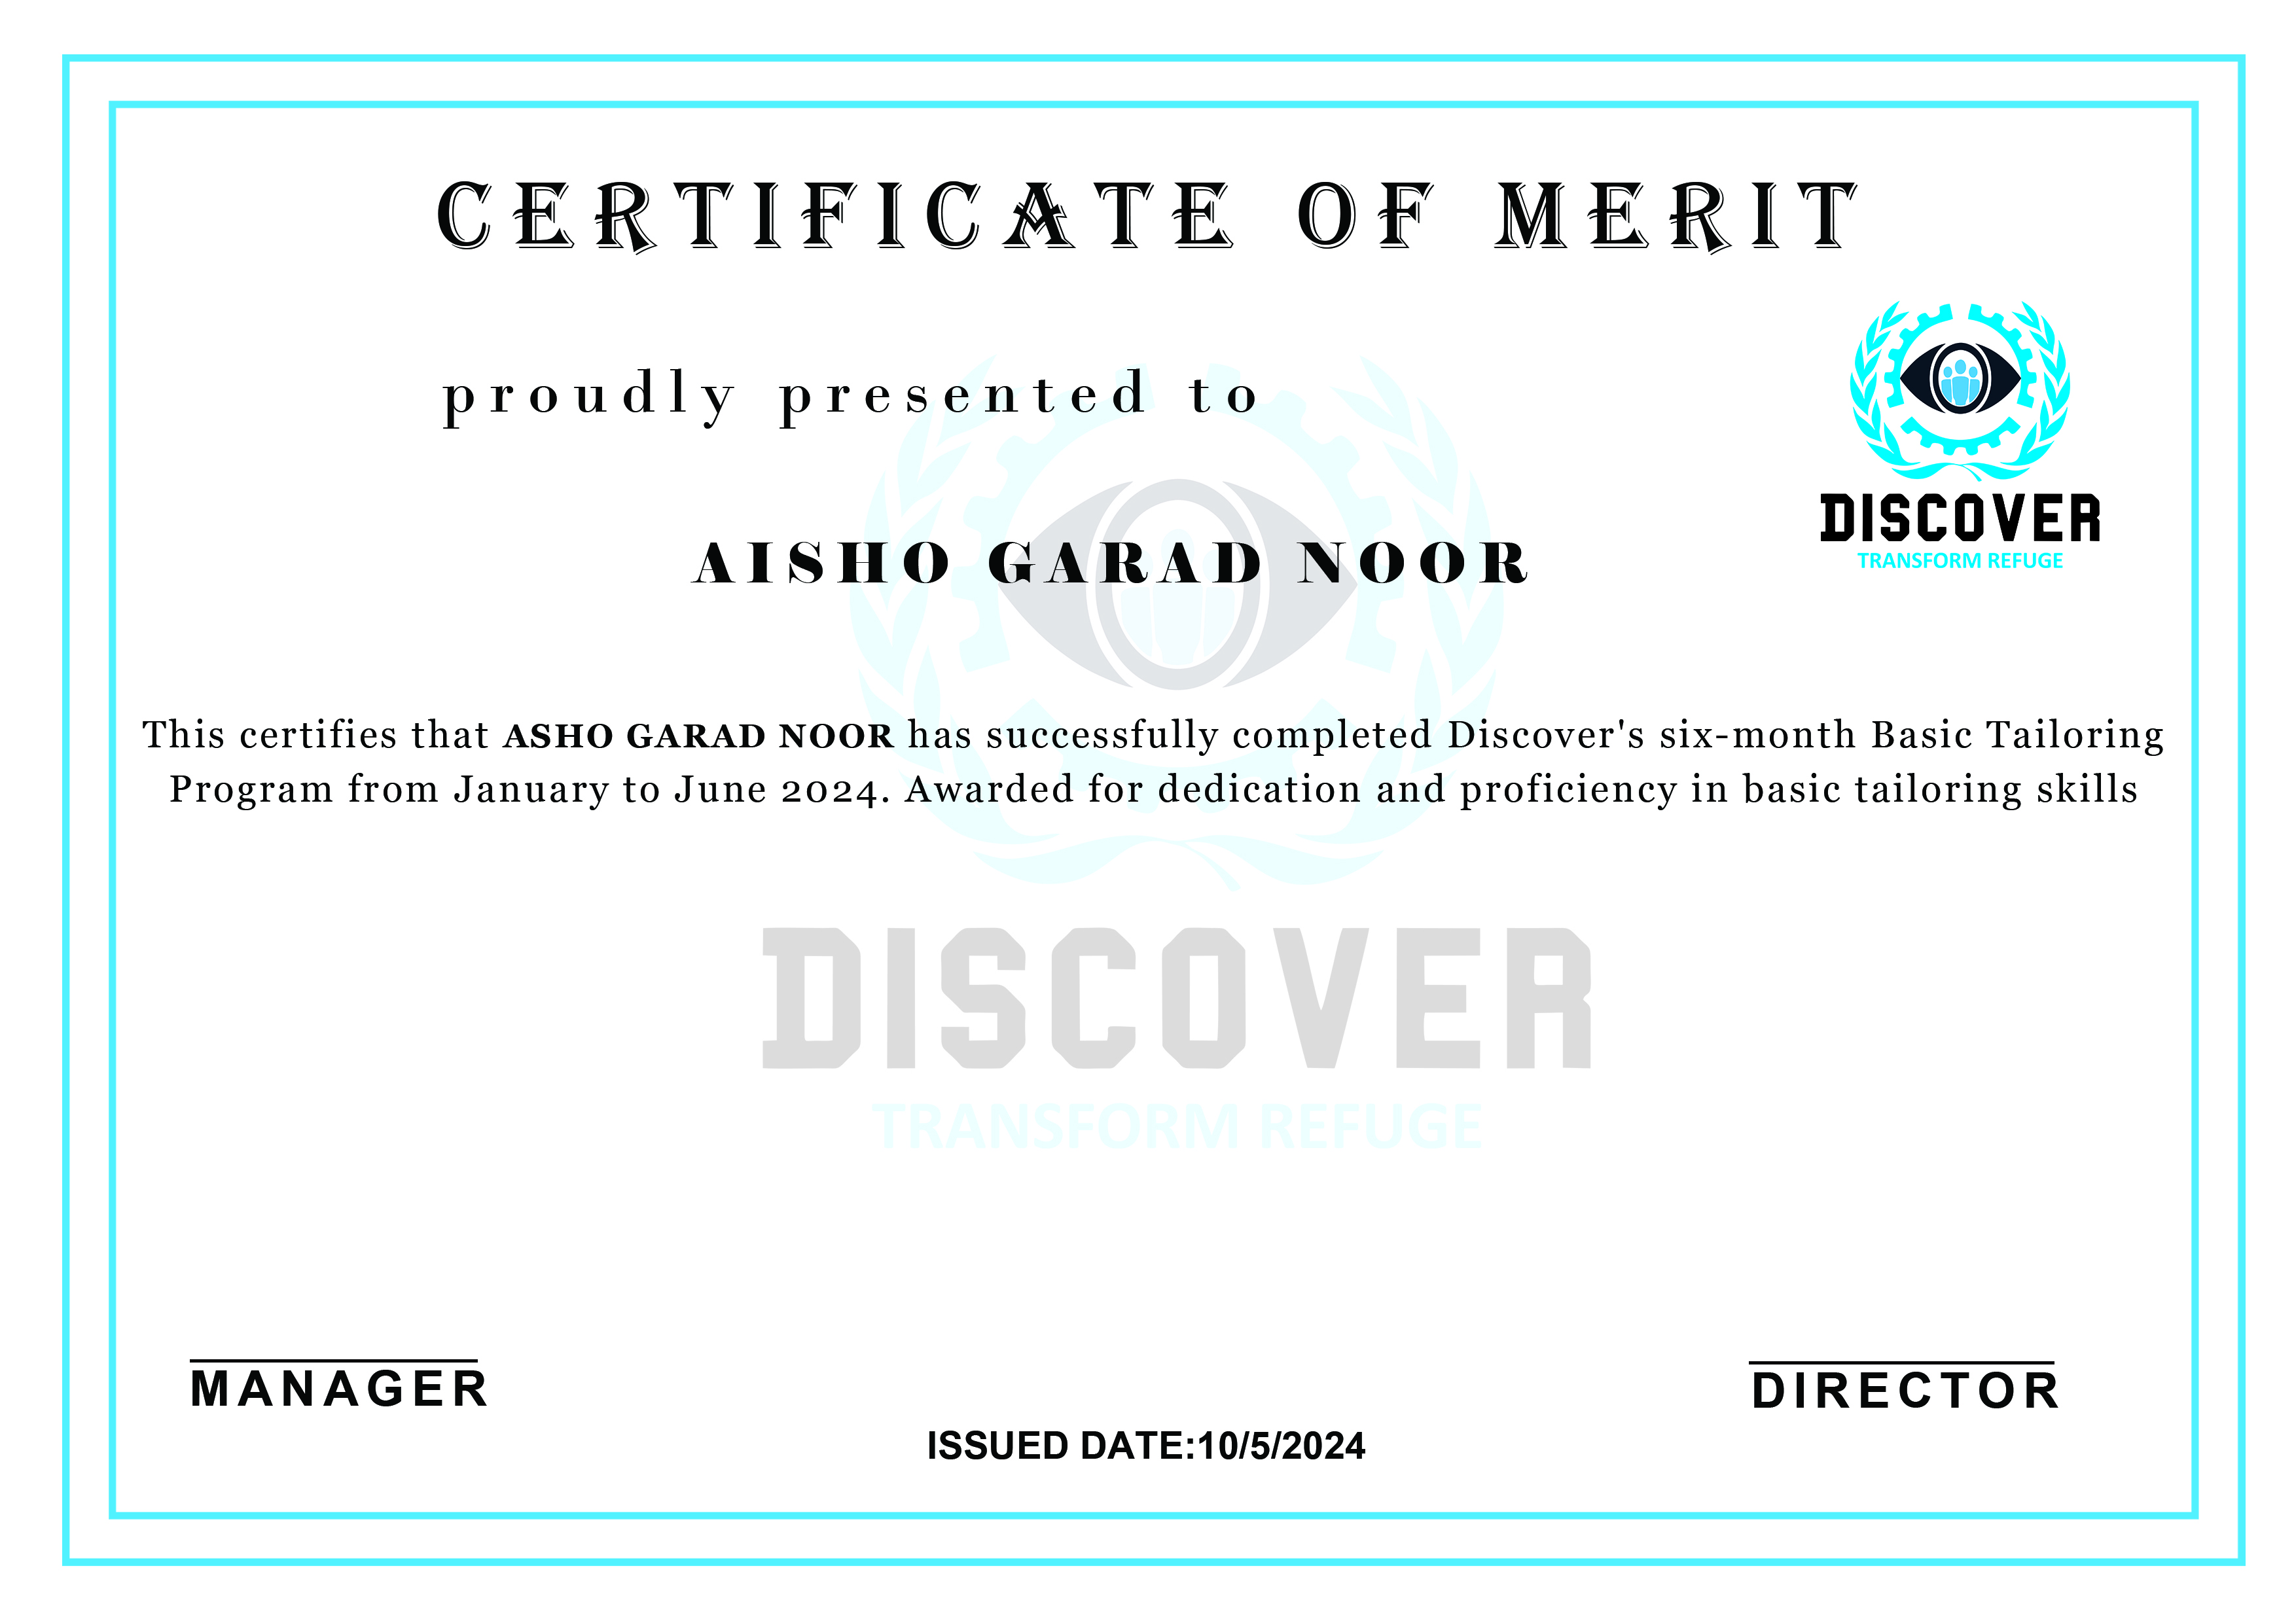 CERTIFICATE OF MERIT
proudly presented to
DISCOVER
TRANSFORM REFUGE
AISHO GARAD NOOR
This certifies that ASHO GARAD NOOR has successfully completed Discover's six-month Basic Tailoring
Program from January to June 2024. Awarded for dedication and proficiency in basic tailoring skills
DISCOVER
TRANSFORM REFUGE
MANAGER
DIRECTOR
ISSUED DATE:10/5/2024